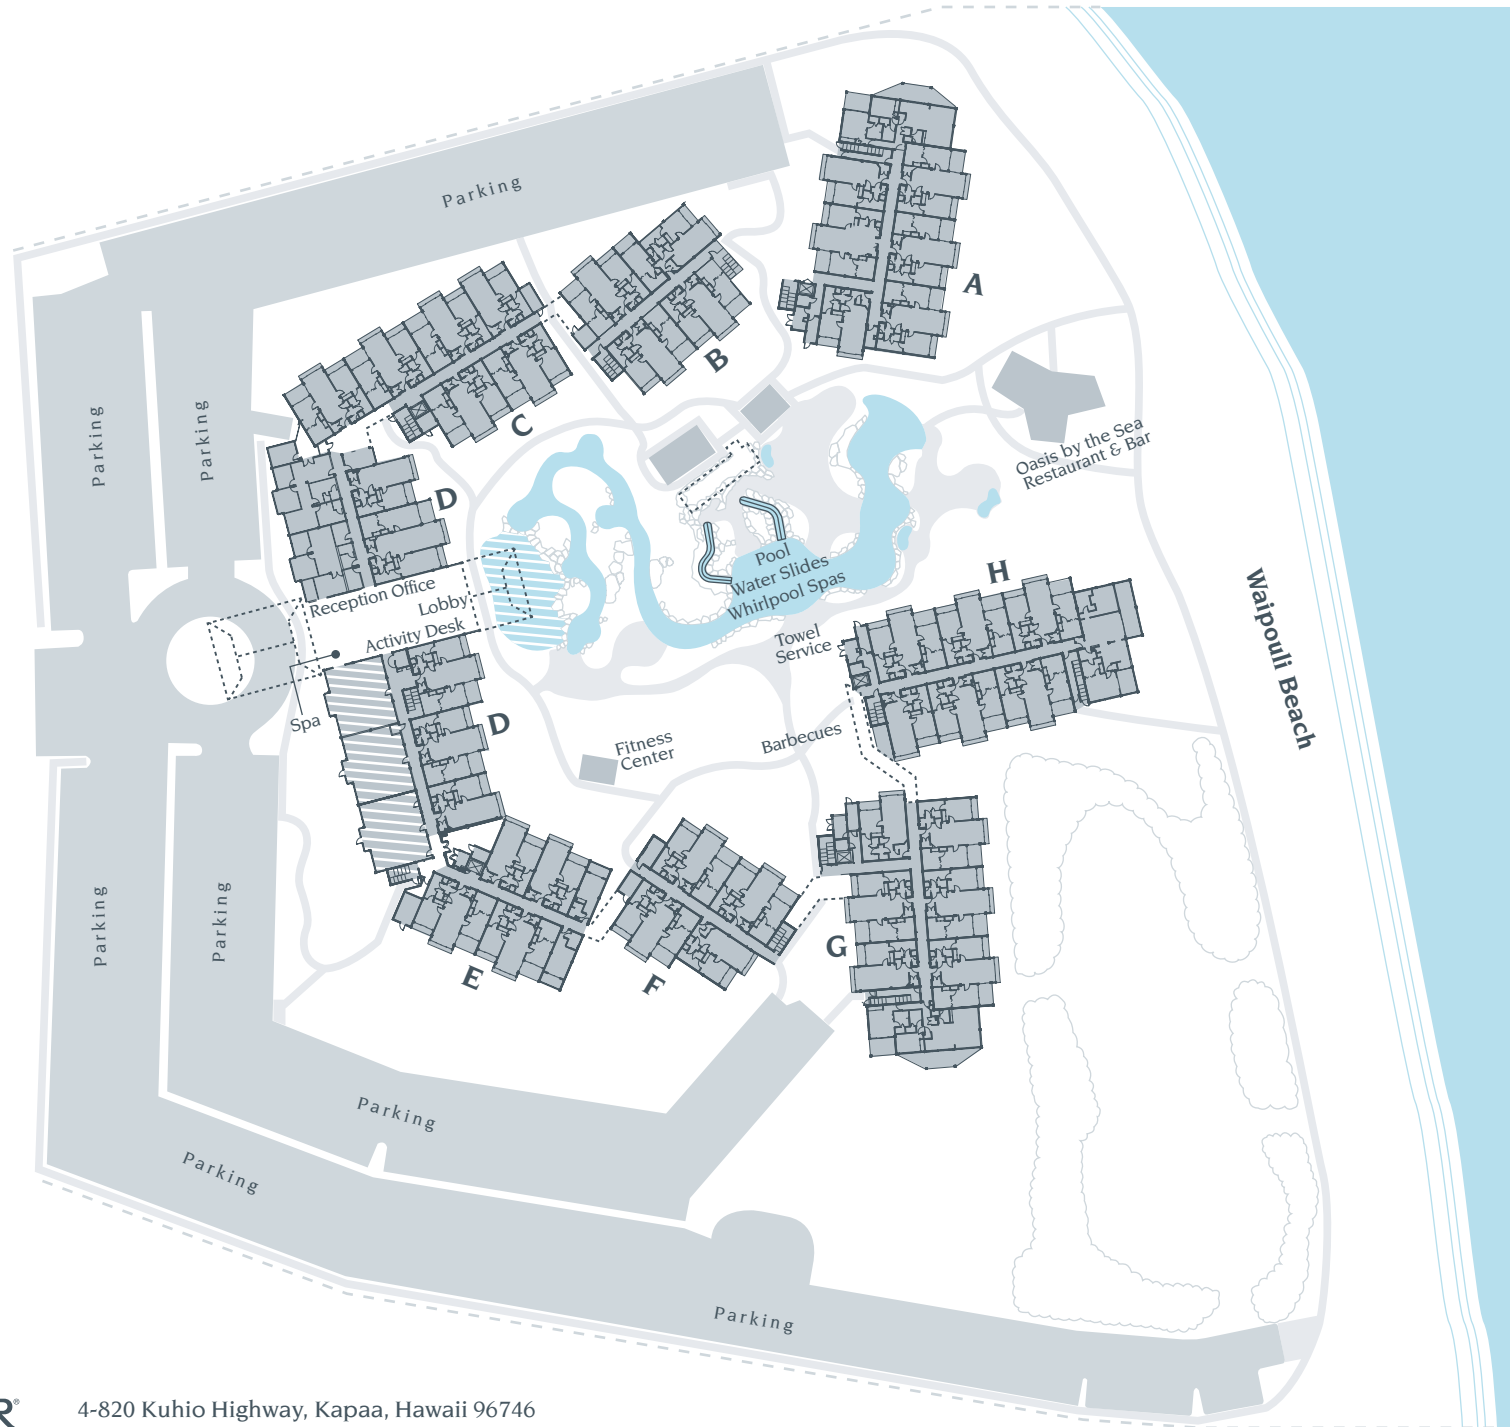 Parking
A
B
C
Oasis by the Sea
Restaurant & Bar
Parking
Parking
D
Pool
Water Slides
Whirlpool Spas
H
Reception Office
Lobby
Activity Desk
Towel
Service
Waipouli Beach
Spa
D
Fitness
Center
Barbecues
Parking
Parking
G
E
F
Parking
Parking
Parking
R®
4-820 Kuhio Highway, Kapaa, Hawaii 96746